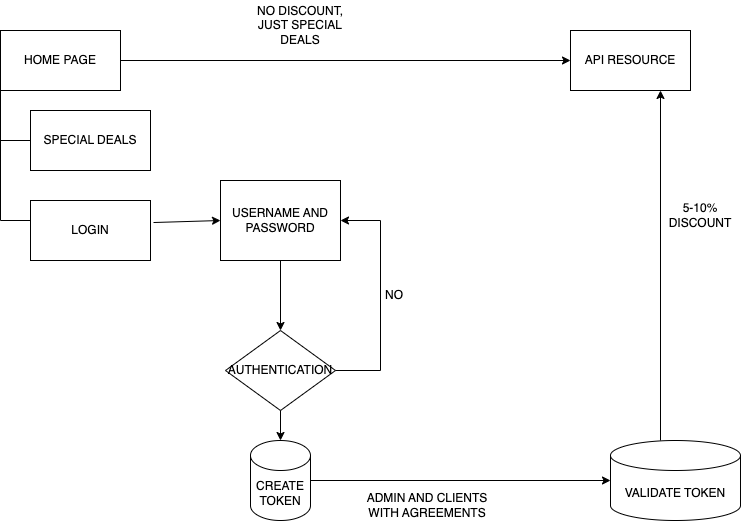 NO DISCOUNT,
JUST SPECIAL
DEALS
HOME PAGE
API RESOURCE
SPECIAL DEALS
LOGIN
USERNAME AND
PASSWORD
5-10%
DISCOUNT
NO
AUTHENTICATION
CREATE
TOKEN
ADMIN AND CLIENTS
WITH AGREEMENTS
VALIDATE TOKEN